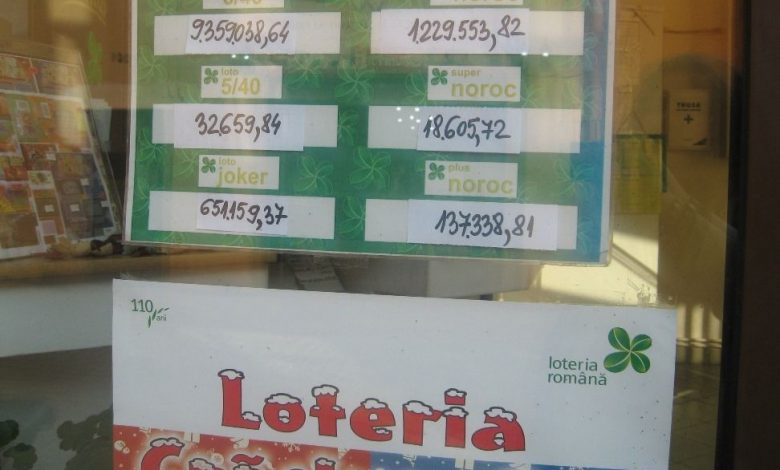 9.359.038,64
1.229.553,82
loto
5/40
super
noroc
32.659,84
18.605,72
loto
joker
plus
noroc
651.159,37
137.338,81
TRUSA
110
ani
loteria
română
Loteria